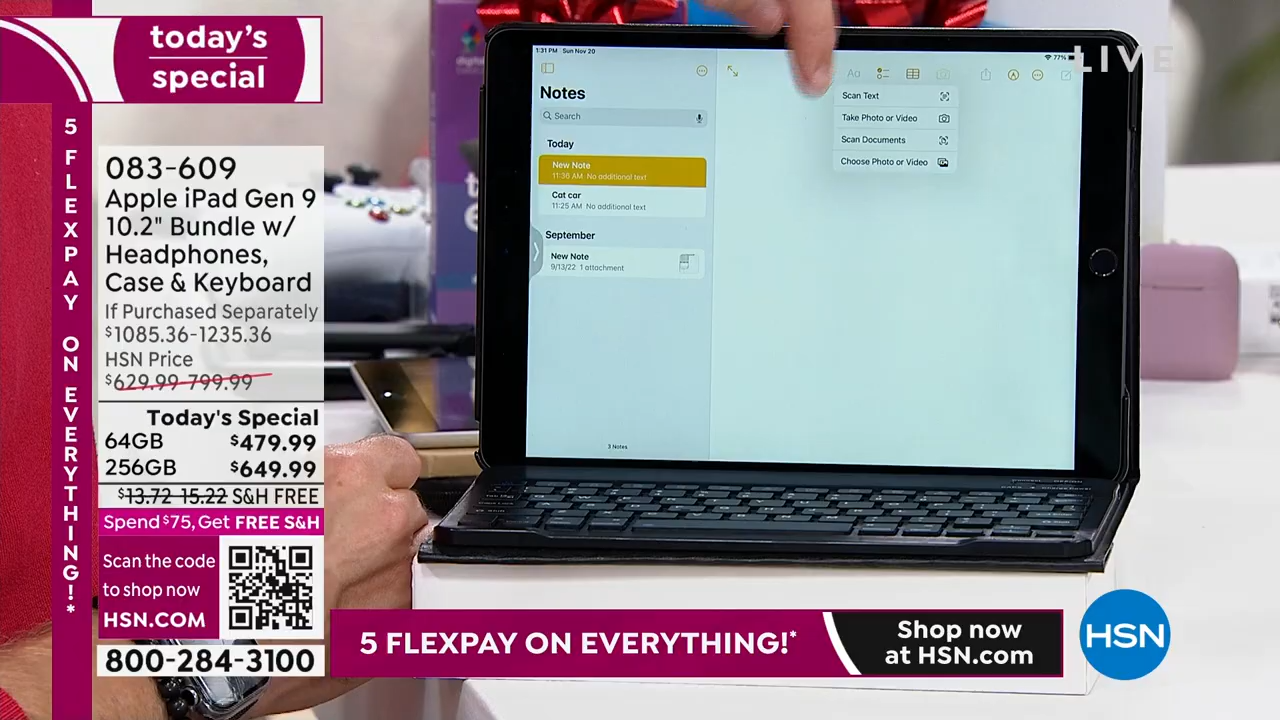 today's
special
5 FLEXPAY ON EVERYTHING!*
083-609
Apple iPad Gen 9
10.2" Bundle w/
Headphones,
Case & Keyboard
If Purchased Separately
$1085.36-1235.36
HSN Price
$629.99-799.99
Today's Special
64GB $479.99
256GB $649.99
$13.72-15.22 S&H FREE
Spend $75, Get FREE S&H
Scan the code
to shop now
HSN.COM
800-284-3100
1:31 PM Sun Nov 20
77%
LIVE
Notes
Search
Today
New Note
11:36 AM No additional text
Cat car
11:25 AM No additional text
September
New Note
9/13/22 1 attachment
3 Notes
Aa
Scan Text
Take Photo or Video
Scan Documents
Choose Photo or Video
5 FLEXPAY ON EVERYTHING!*
Shop now
at HSN.com
HSN